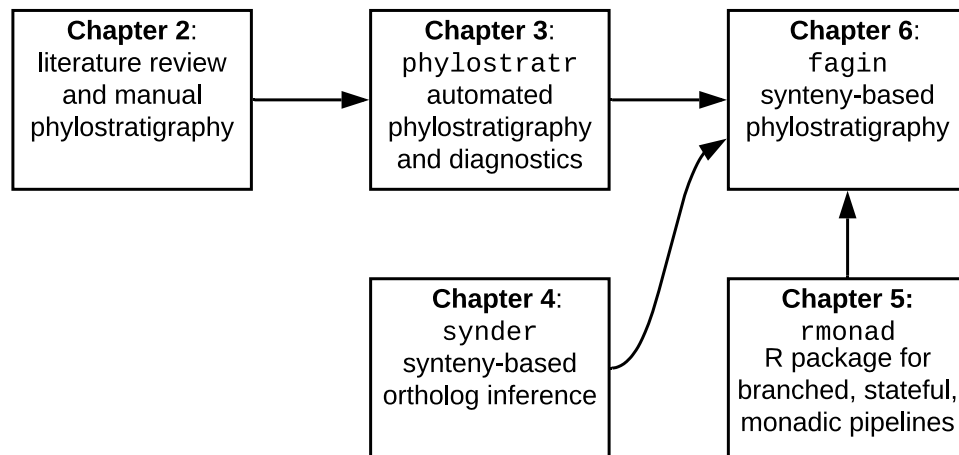 Chapter 2:
literature review
and manual
phylostratigraphy
Chapter 3:
phylostratr
automated
phylostratigraphy
and diagnostics
Chapter 6:
fagin
synteny-based
phylostratigraphy
Chapter 4:
synder
synteny-based
ortholog inference
Chapter 5:
rmonad
R package for
branched, stateful,
monadic pipelines